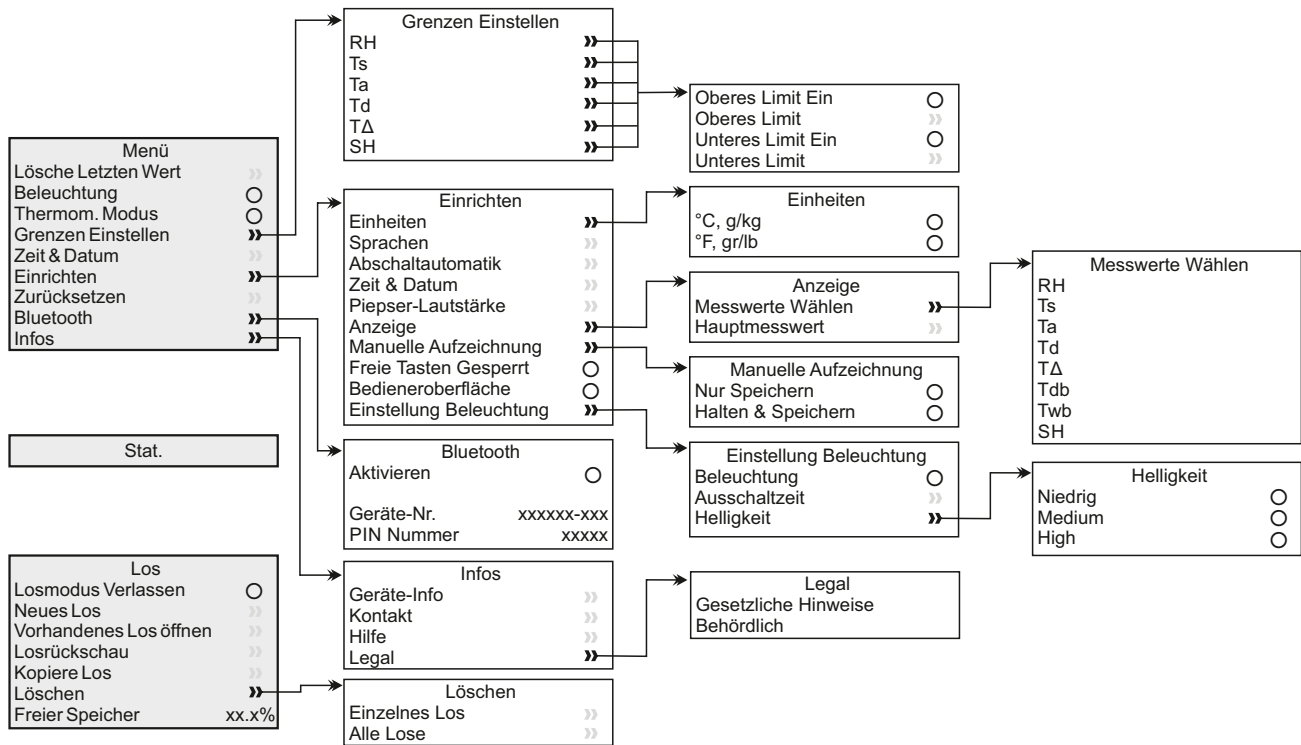 Grenzen Einstellen
RH
Ts
Ta
Td
TΔ
SH
Oberes Limit Ein
Oberes Limit
Unteres Limit Ein
Unteres Limit
Menü
Lösche Letzten Wert
Beleuchtung
Thermom. Modus
Grenzen Einstellen
Zeit & Datum
Einrichten
Zurücksetzen
Bluetooth
Infos
Einrichten
Einheiten
Sprachen
Abschaltautomatik
Zeit & Datum
Piepser-Lautstärke
Anzeige
Manuelle Aufzeichnung
Freie Tasten Gesperrt
Bedieneroberfläche
Einstellung Beleuchtung
Einheiten
°C, g/kg
°F, gr/lb
Anzeige
Messwerte Wählen
Hauptmesswert
Messwerte Wählen
RH
Ts
Ta
Td
TΔ
Tdb
Twb
SH
Manuelle Aufzeichnung
Nur Speichern
Halten & Speichern
Stat.
Bluetooth
Aktivieren
Geräte-Nr. xxxxxx-xxx
PIN Nummer xxxxx
Einstellung Beleuchtung
Beleuchtung
Ausschaltzeit
Helligkeit
Helligkeit
Niedrig
Medium
High
Los
Losmodus Verlassen
Neues Los
Vorhandenes Los öffnen
Losrückschau
Kopiere Los
Löschen
Freier Speicher xx.x%
Infos
Geräte-Info
Kontakt
Hilfe
Legal
Legal
Gesetzliche Hinweise
Behördlich
Löschen
Einzelnes Los
Alle Lose